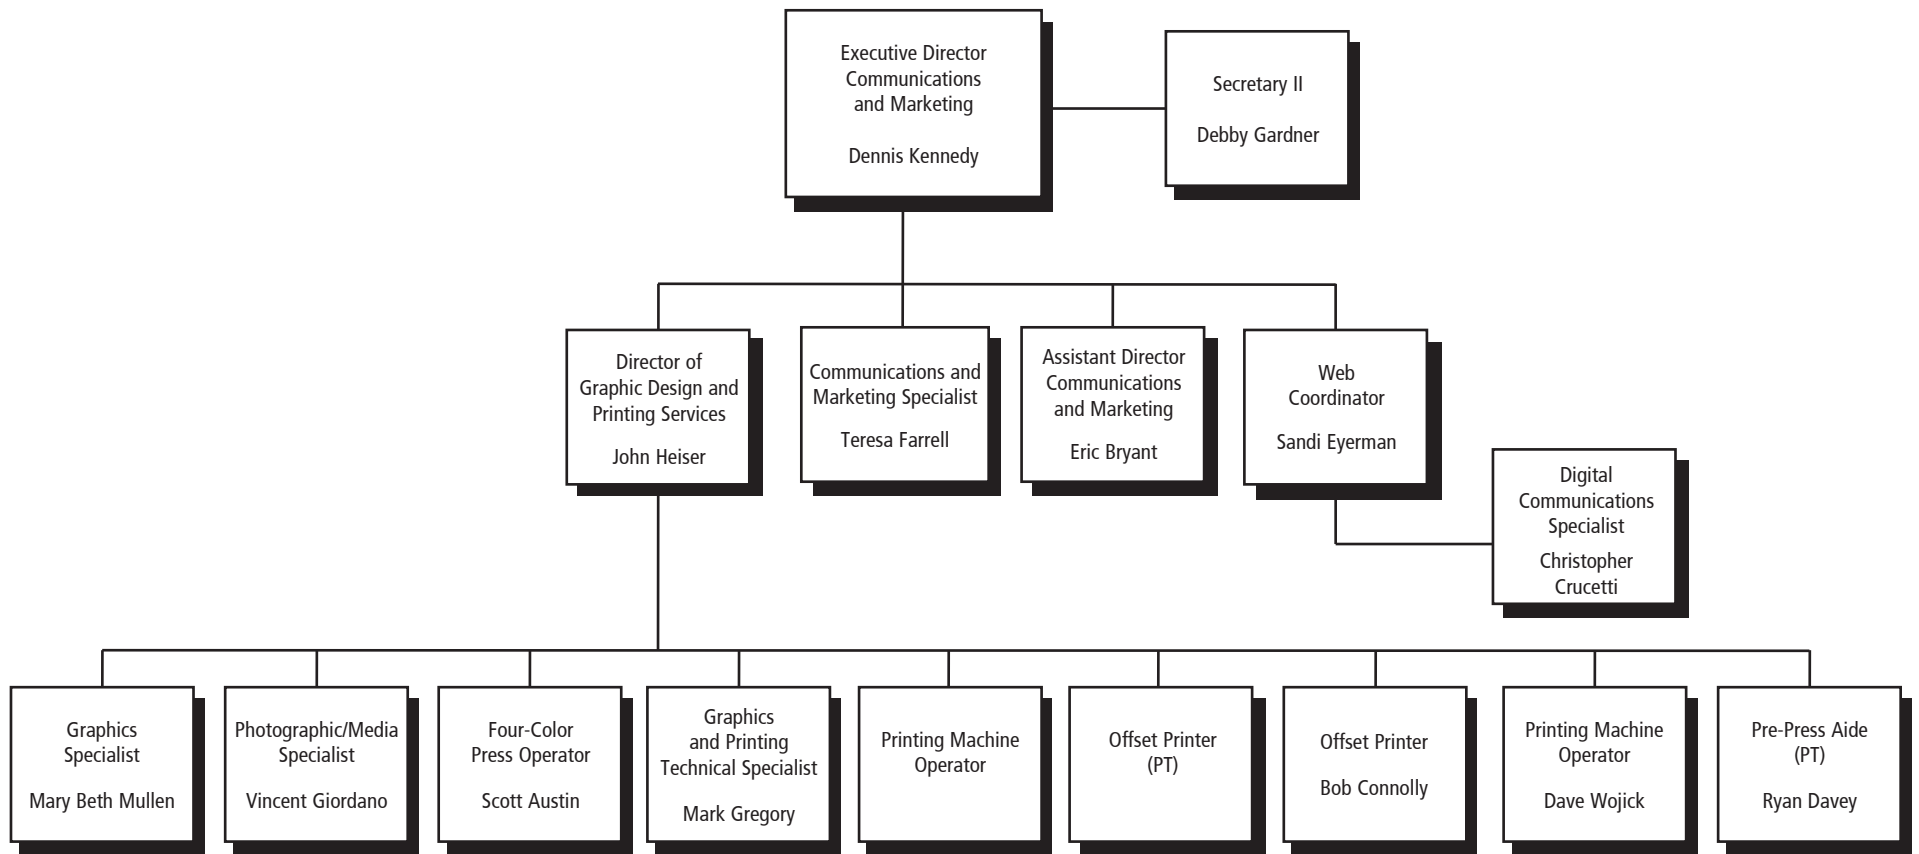 Executive Director
Communications
and Marketing
Dennis Kennedy
Secretary II
Debby Gardner
Director of
Graphic Design and
Printing Services
John Heiser
Communications and
Marketing Specialist
Teresa Farrell
Assistant Director
Communications
and Marketing
Eric Bryant
Web
Coordinator
Sandi Eyerman
Digital
Communications
Specialist
Christopher
Crucetti
Graphics
Specialist
Mary Beth Mullen
Photographic/Media
Specialist
Vincent Giordano
Four-Color
Press Operator
Scott Austin
Graphics
and Printing
Technical Specialist
Mark Gregory
Printing Machine
Operator
Offset Printer
(PT)
Offset Printer
Bob Connolly
Printing Machine
Operator
Dave Wojick
Pre-Press Aide
(PT)
Ryan Davey